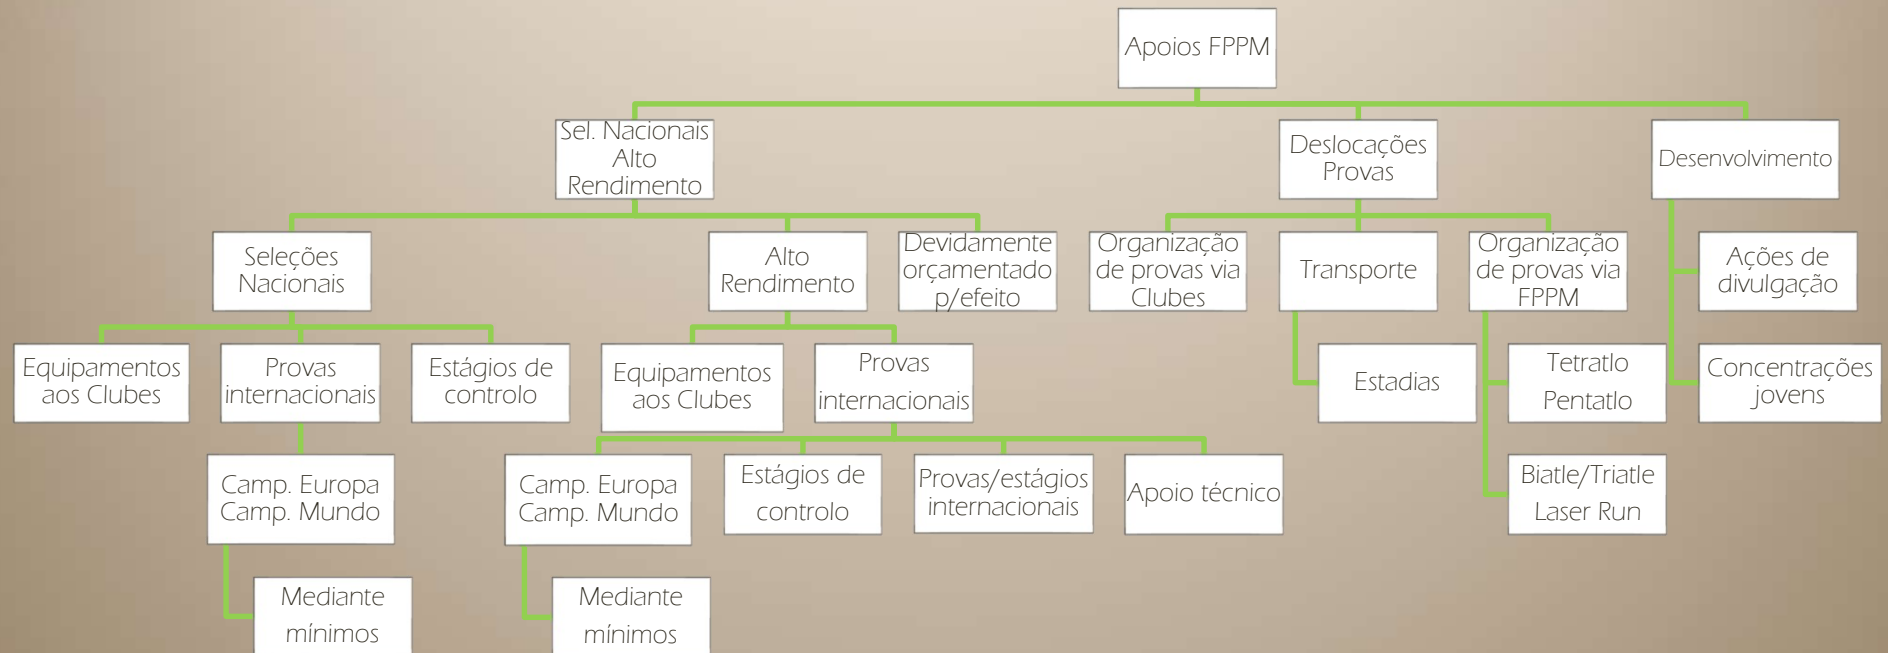 Apoios FPPM
Sel. Nacionais
Alto
Rendimento
Deslocações
Provas
Desenvolvimento
Seleções
Nacionais
Alto
Rendimento
Devidamente
orçamentado
p/efeito
Organização
de provas via
Clubes
Transporte
Organização
de provas via
FPPM
Ações de
divulgação
Equipamentos
aos Clubes
Provas
internacionais
Estágios de
controlo
Equipamentos
aos Clubes
Provas
internacionais
Estadias
Tetratlo
Pentatlo
Concentrações
jovens
Camp. Europa
Camp. Mundo
Camp. Europa
Camp. Mundo
Estágios de
controlo
Provas/estágios
internacionais
Apoio técnico
Biatle/Triatle
Laser Run
Mediante
mínimos
Mediante
mínimos